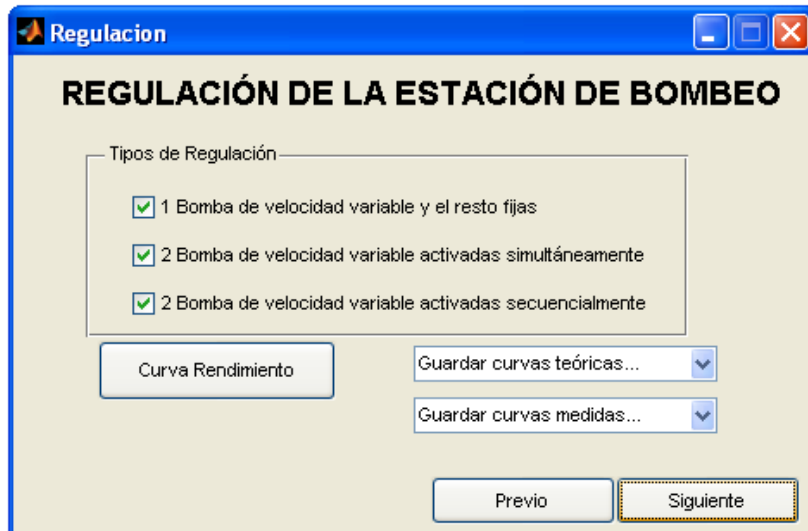 Regulacion
REGULACIÓN DE LA ESTACIÓN DE BOMBEO
Tipos de Regulación
1 Bomba de velocidad variable y el resto fijas
2 Bomba de velocidad variable activadas simultáneamente
2 Bomba de velocidad variable activadas secuencialmente
Curva Rendimiento
Guardar curvas teóricas...
Guardar curvas medidas...
Previo
Siguiente